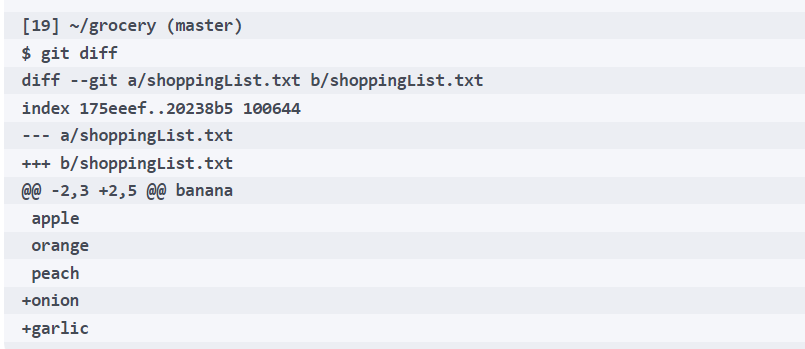 [19] ~/grocery (master)
$ git diff
diff --git a/shoppingList.txt b/shoppingList.txt
index 175eeef..20238b5 100644
--- a/shoppingList.txt
+++ b/shoppingList.txt
@@ -2,3 +2,5 @@ banana
 apple
 orange
 peach
+onion
+garlic